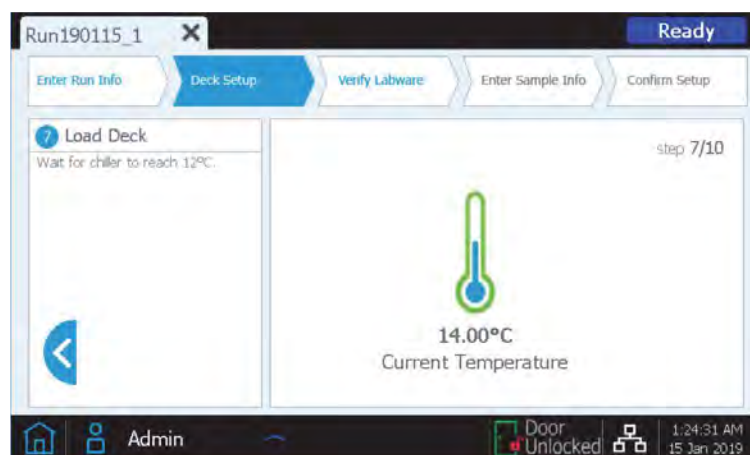 Run190115_1
Ready
Enter Run Info
Deck Setup
Verify Labware
Enter Sample Info
Confirm Setup
7 Load Deck
Wait for chiller to reach 12ºC.
step 7/10
14.00°C
Current Temperature
Admin
Door
Unlocked
1:24:31 AM
15 Jan 2019